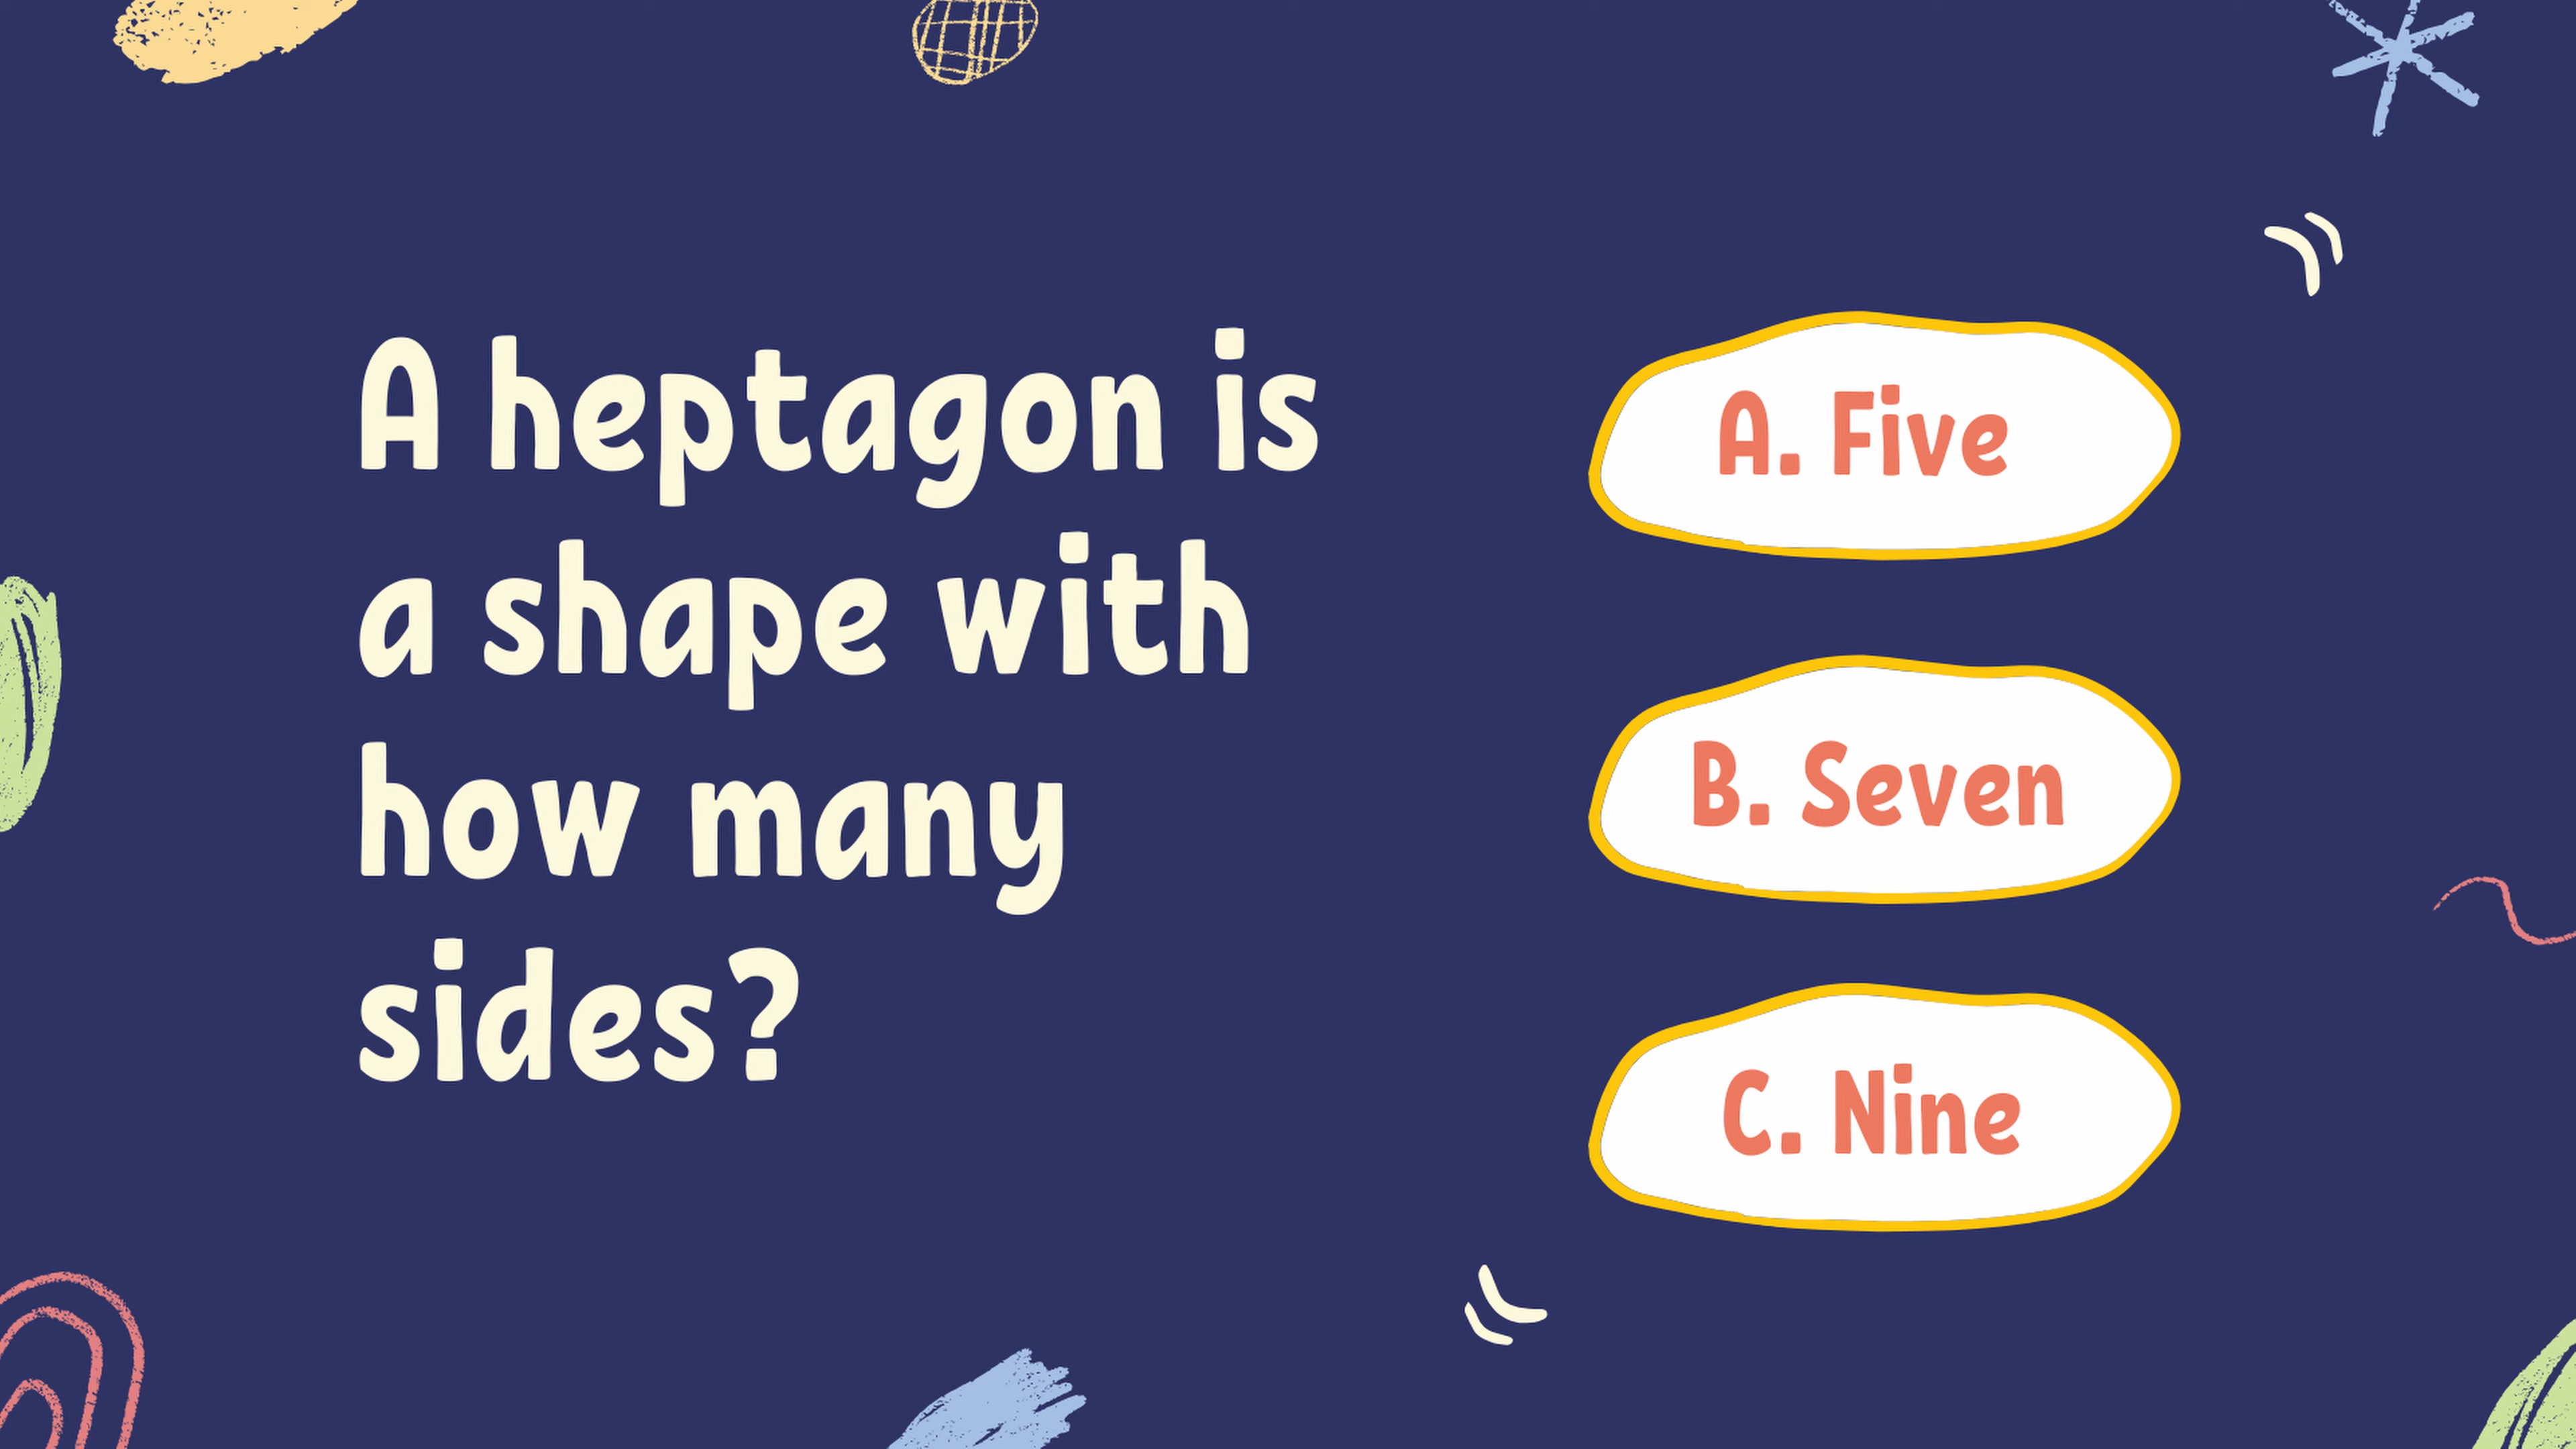 A heptagon is
a shape with
how many
sides?
A. Five
B. Seven
C. Nine